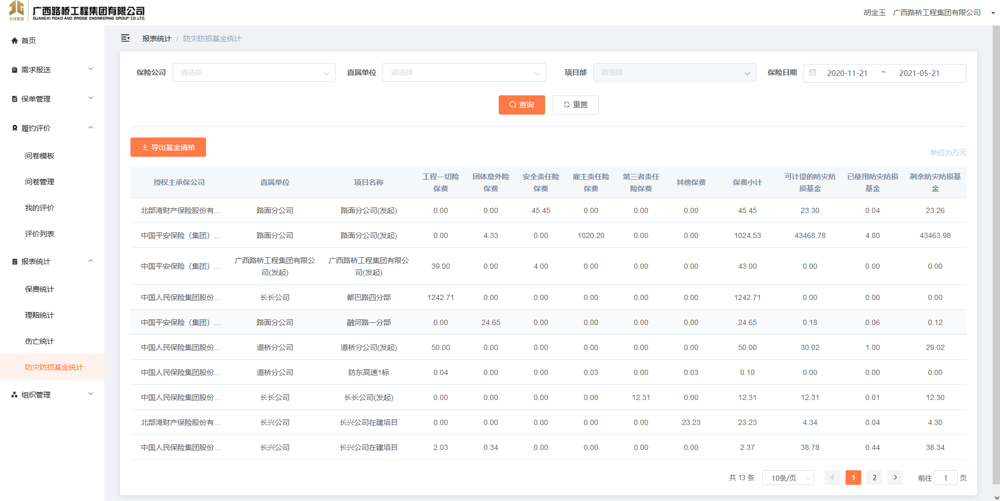 北投集团
广西路桥工程集团有限公司
GUANGXI ROAD AND BRIDGE ENGINEERING GROUP CO.LTD.
胡金玉 广西路桥工程集团有限公司
首页
需求报送
保单管理
履约评价
问卷模板
问卷管理
我的评价
评价列表
报表统计
保费统计
理赔统计
伤亡统计
防灾防损基金统计
组织管理
报表统计 / 防灾防损基金统计
保险公司 请选择 直属单位 请选择 项目部 请选择 保险日期 2020-11-21 ~ 2021-05-21
查询 重置
导出基金清单
单位为万元
授权主承保公司 直属单位 项目名称 工程一切险保费 团体意外险保费 安全责任险保费 雇主责任险保费 第三者责任险保费 其他保费 保费小计 可计提的防灾防损基金 已使用防灾防损基金 剩余防灾防损基金
北部湾财产保险股份有... 路面分公司 路面分公司(发起) 0.00 0.00 45.45 0.00 0.00 0.00 45.45 23.30 0.04 23.26
中国平安保险（集团）... 路面分公司 路面分公司(发起) 0.00 4.33 0.00 1020.20 0.00 0.00 1024.53 43468.78 4.80 43463.98
中国平安保险（集团）... 广西路桥工程集团有限公司(发起) 广西路桥工程集团有限公司(发起) 39.00 0.00 4.00 0.00 0.00 0.00 43.00 0.00 0.00 0.00
中国人民保险集团股份... 长长公司 都巴路四分部 1242.71 0.00 0.00 0.00 0.00 0.00 1242.71 0.00 0.00 0.00
中国平安保险（集团）... 路面分公司 融河路一分部 0.00 24.65 0.00 0.00 0.00 0.00 24.65 0.18 0.06 0.12
中国人民保险集团股份... 道桥分公司 道桥分公司(发起) 50.00 0.00 0.00 0.00 0.00 0.00 50.00 30.02 1.00 29.02
中国人民保险集团股份... 道桥分公司 防东高速1标 0.04 0.00 0.00 0.03 0.00 0.03 0.10 0.00 0.00 0.00
中国人民保险集团股份... 长长公司 长长公司(发起) 0.00 0.00 0.00 0.00 12.31 0.00 12.31 12.31 0.01 12.30
北部湾财产保险股份有... 长兴公司 长兴公司在建项目 0.00 0.00 0.00 0.00 0.00 23.23 23.23 4.34 0.04 4.30
中国人民保险集团股份... 长兴公司 长兴公司在建项目 2.03 0.34 0.00 0.00 0.00 0.00 2.37 38.78 0.44 38.34
共 13 条 10条/页 1 2 前往 1 页